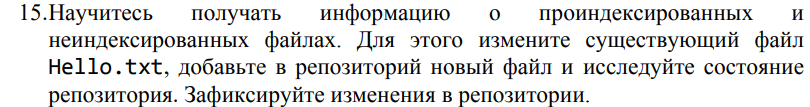 15.Научитесь получать информацию о проиндексированных и
неиндексированных файлах. Для этого измените существующий файл
Hello.txt, добавьте в репозиторий новый файл и исследуйте состояние
репозитория. Зафиксируйте изменения в репозитории.